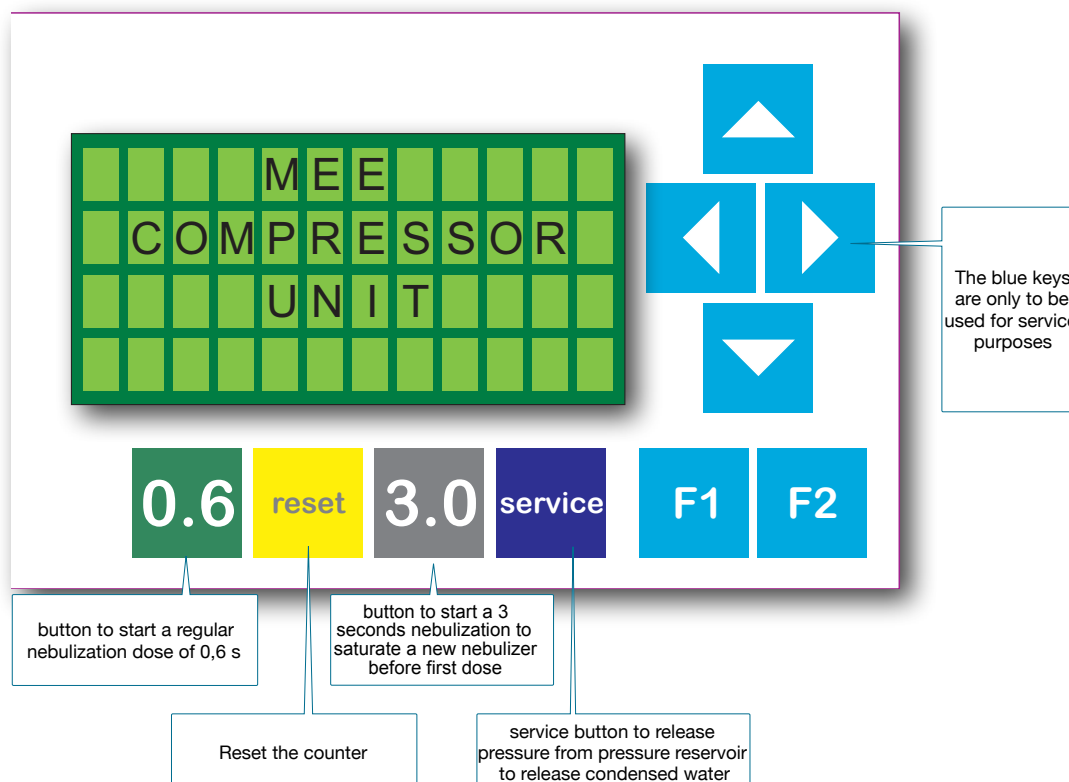 MEE
COMPRESSOR
UNIT
The blue keys
are only to be
used for service
purposes
0.6
reset
3.0
service
F1
F2
button to start a regular
nebulization dose of 0,6 s
button to start a 3
seconds nebulization to
saturate a new nebulizer
before first dose
Reset the counter
service button to release
pressure from pressure reservoir
to release condensed water